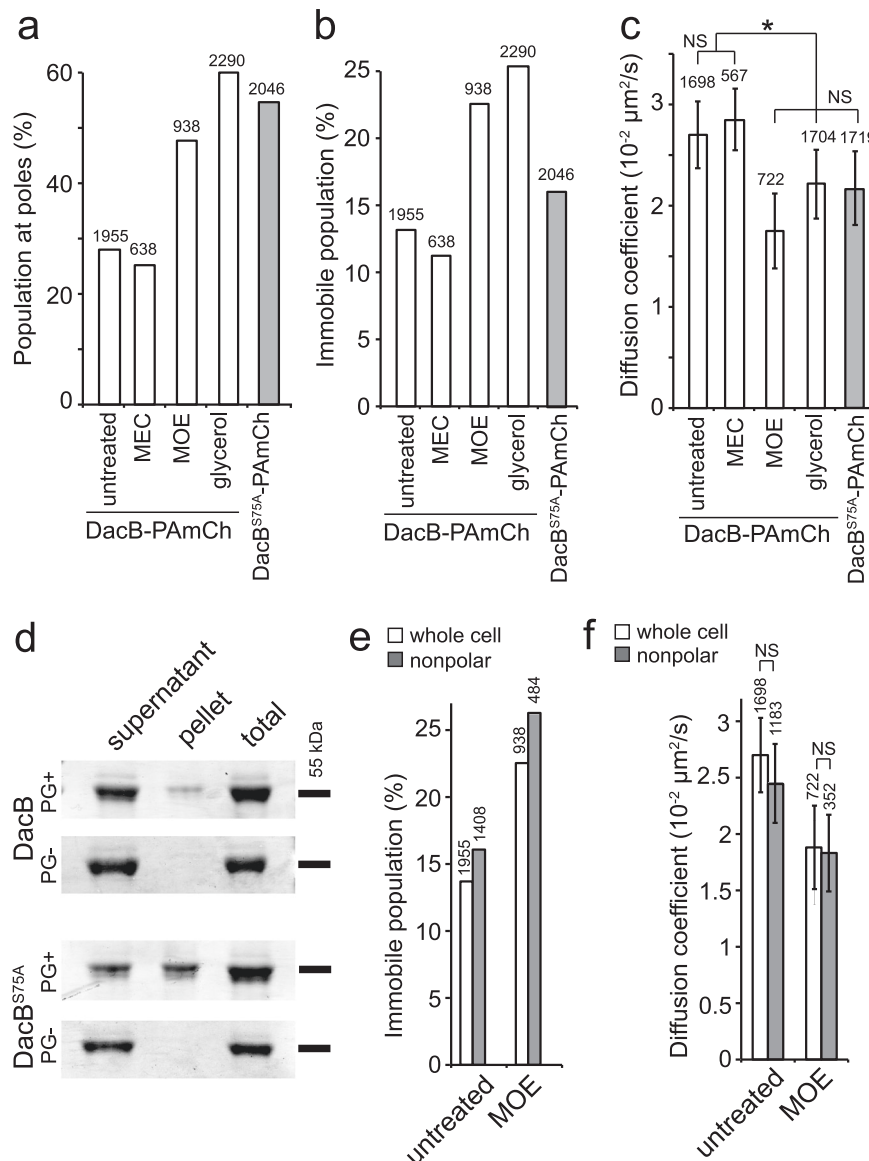 a
Population at poles (%)
60
40
20
0
1955
638
938
2290
2046
untreated
MEC
MOE
glycerol
DacB-PAmCh
DacB^S75A-PAmCh
b
Immobile population (%)
25
20
15
10
5
0
1955
638
938
2290
2046
untreated
MEC
MOE
glycerol
DacB-PAmCh
DacB^S75A-PAmCh
c
Diffusion coefficient (10⁻² µm²/s)
3
2
1
0
NS
*
NS
1698
567
722
1704
1719
untreated
MEC
MOE
glycerol
DacB-PAmCh
DacB^S75A-PAmCh
d
supernatant
pellet
total
55 kDa
DacB
PG+
PG-
DacB^S75A
PG+
PG-
e
whole cell
nonpolar
Immobile population (%)
25
20
15
10
5
0
1955
1408
938
484
untreated
MOE
f
whole cell
nonpolar
Diffusion coefficient (10⁻² µm²/s)
3
2.5
2
1.5
1
0.5
0
NS
1698
1183
NS
722
352
untreated
MOE